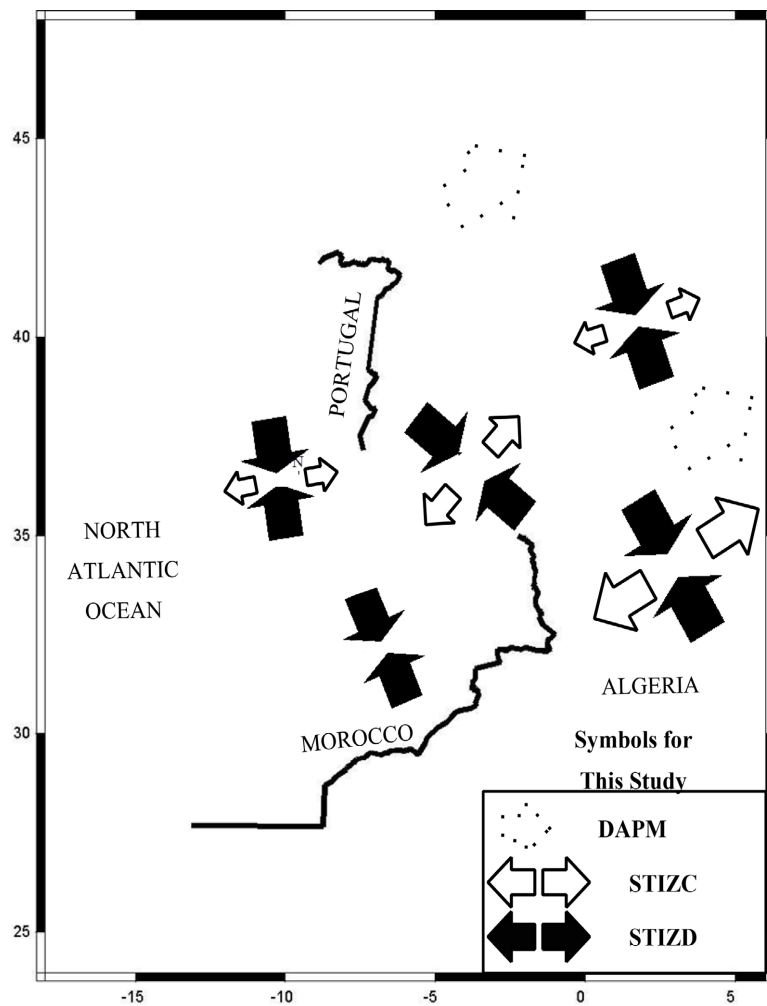 45
40
35
30
25
PORTUGAL
N
NORTH
ATLANTIC
OCEAN
MOROCCO
ALGERIA
Symbols for
This Study
DAPM
STIZC
STIZD
-15
-10
-5
0
5